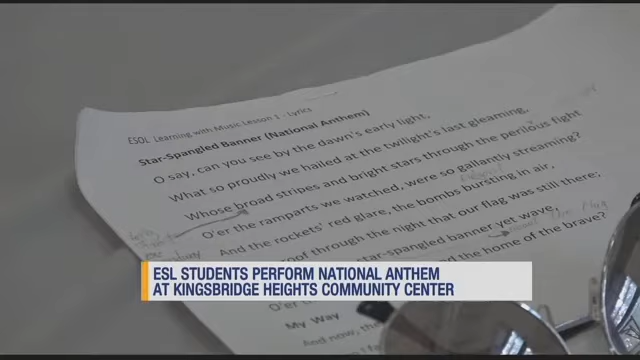 ESOL Learning with Music Lesson 1 - Lyrics
Star-Spangled Banner (National Anthem)
O say, can you see by the dawn's early light,
What so proudly we hailed at the twilight's last gleaming,
Whose broad stripes and bright stars through the perilous fight
O'er the ramparts we watched, were so gallantly streaming?
And the rockets' red glare, the bombs bursting in air,
roof through the night that our flag was still there;
star-spangled banner yet wave,
and the home of the brave?
ESL STUDENTS PERFORM NATIONAL ANTHEM
AT KINGSBRIDGE HEIGHTS COMMUNITY CENTER
O'er
My Way
And now, the